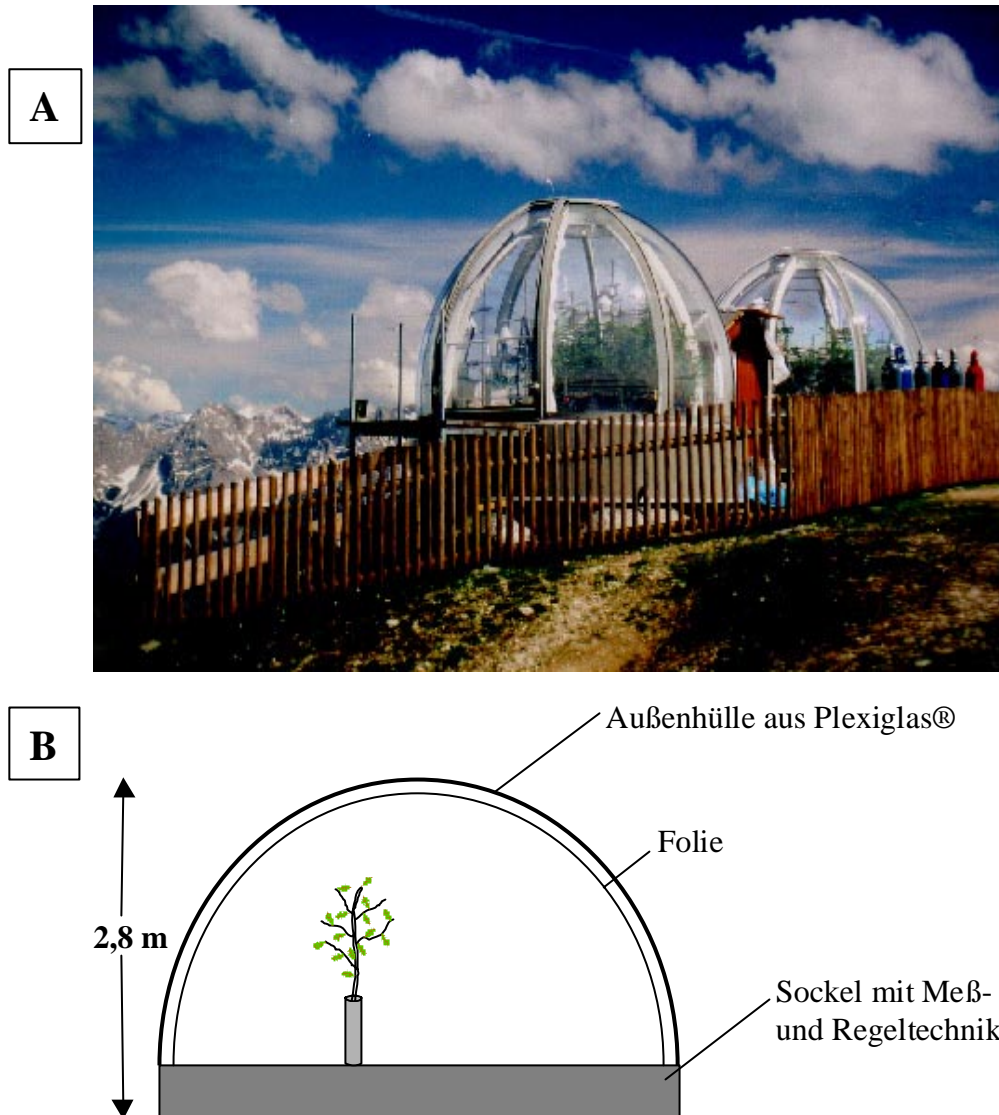 A
B
Außenhülle aus Plexiglas®
Folie
2,8 m
Sockel mit Meß-
und Regeltechnik